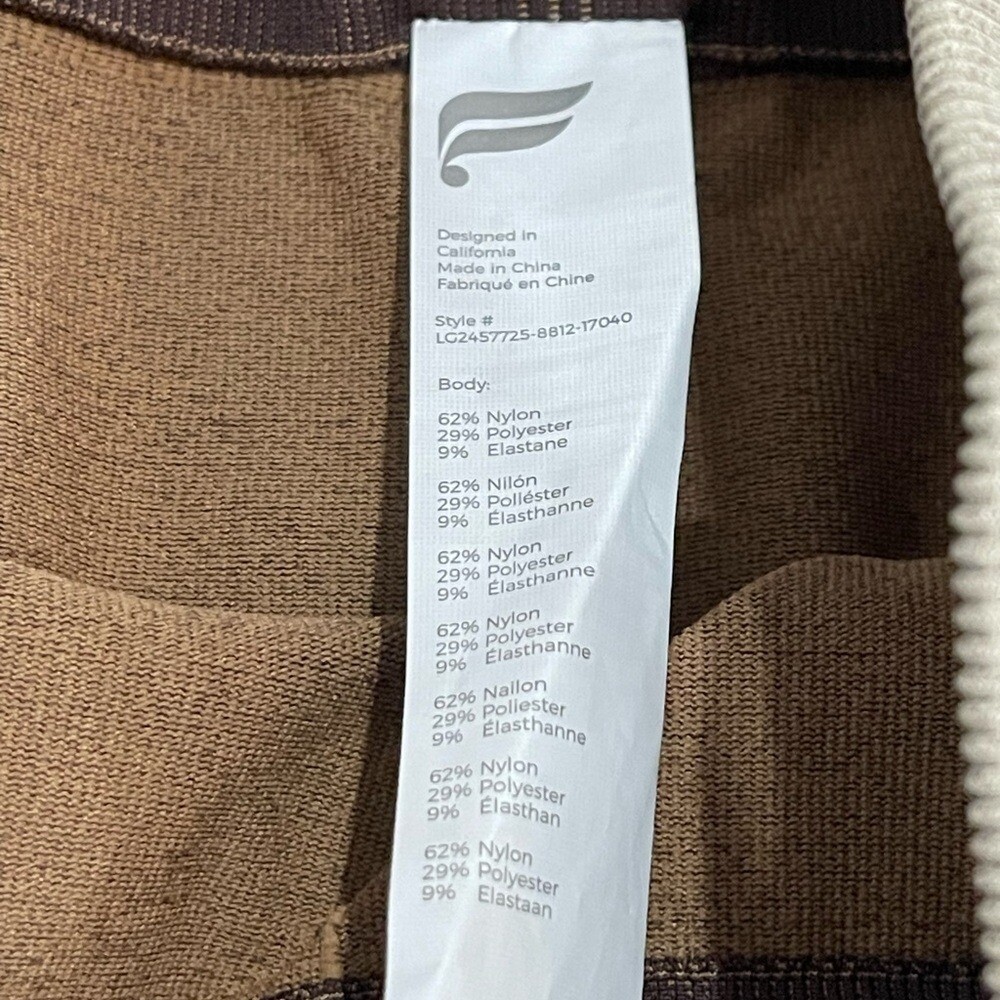 Designed in
California
Made in China
Fabriqué en Chine
Style #
LG2457725-8812-17040
Body:
62% Nylon
29% Polyester
9% Elastane
62% Nilón
29% Poliéster
9% Élasthanne
62% Nylon
29% Polyester
9% Élasthanne
62% Nylon
29% Polyester
9% Élasthanne
62% Nailon
29% Poliester
9% Élasthanne
62% Nylon
29% Polyester
9% Élasthan
62% Nylon
29% Polyester
9% Elastaan